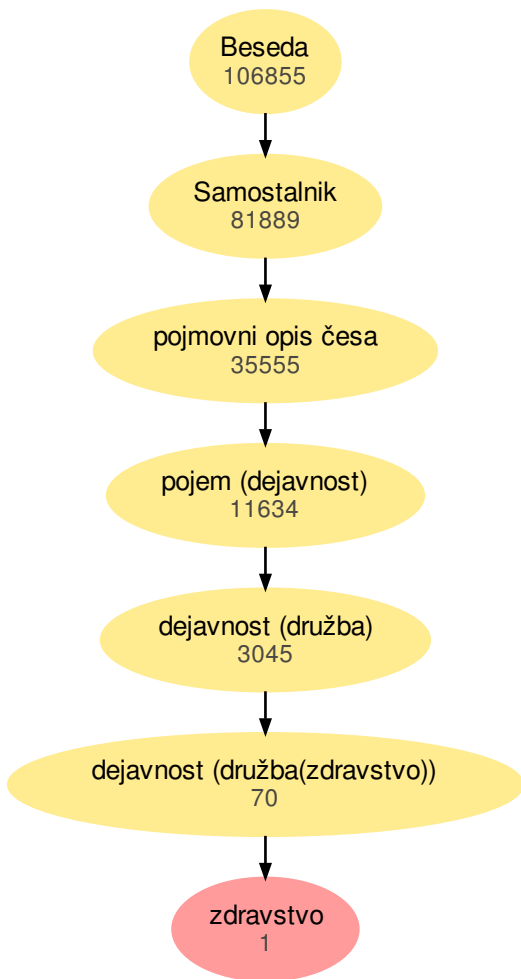 Beseda
106855
Samostalnik
81889
pojmovni opis česa
35555
pojem (dejavnost)
11634
dejavnost (družba)
3045
dejavnost (družba(zdravstvo))
70
zdravstvo
1